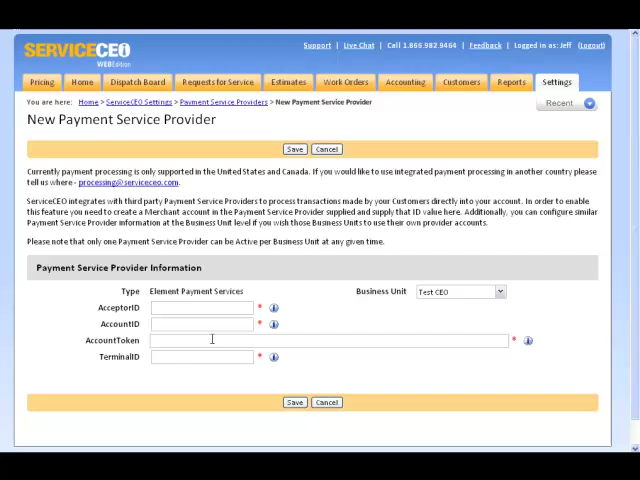 SERVICECEO
WEBEdition
Support | Live Chat | Call 1.866.982.9464 | Feedback | Logged in as: Jeff (Logout)
Pricing Home Dispatch Board Requests for Service Estimates Work Orders Accounting Customers Reports Settings
You are here: Home > ServiceCEO Settings > Payment Service Providers > New Payment Service Provider
Recent
New Payment Service Provider
Save Cancel
Currently payment processing is only supported in the United States and Canada. If you would like to use integrated payment processing in another country please
tell us where - processing@serviceceo.com.
ServiceCEO integrates with third party Payment Service Providers to process transactions made by your Customers directly into your account. In order to enable
this feature you need to create a Merchant account in the Payment Service Provider supplied and supply that ID value here. Additionally, you can configure similar
Payment Service Provider information at the Business Unit level if you wish those Business Units to use their own provider accounts.
Please note that only one Payment Service Provider can be Active per Business Unit at any given time.
Payment Service Provider Information
Type Element Payment Services Business Unit Test CEO
AcceptorID *
AccountID *
AccountToken *
TerminalID *
Save Cancel